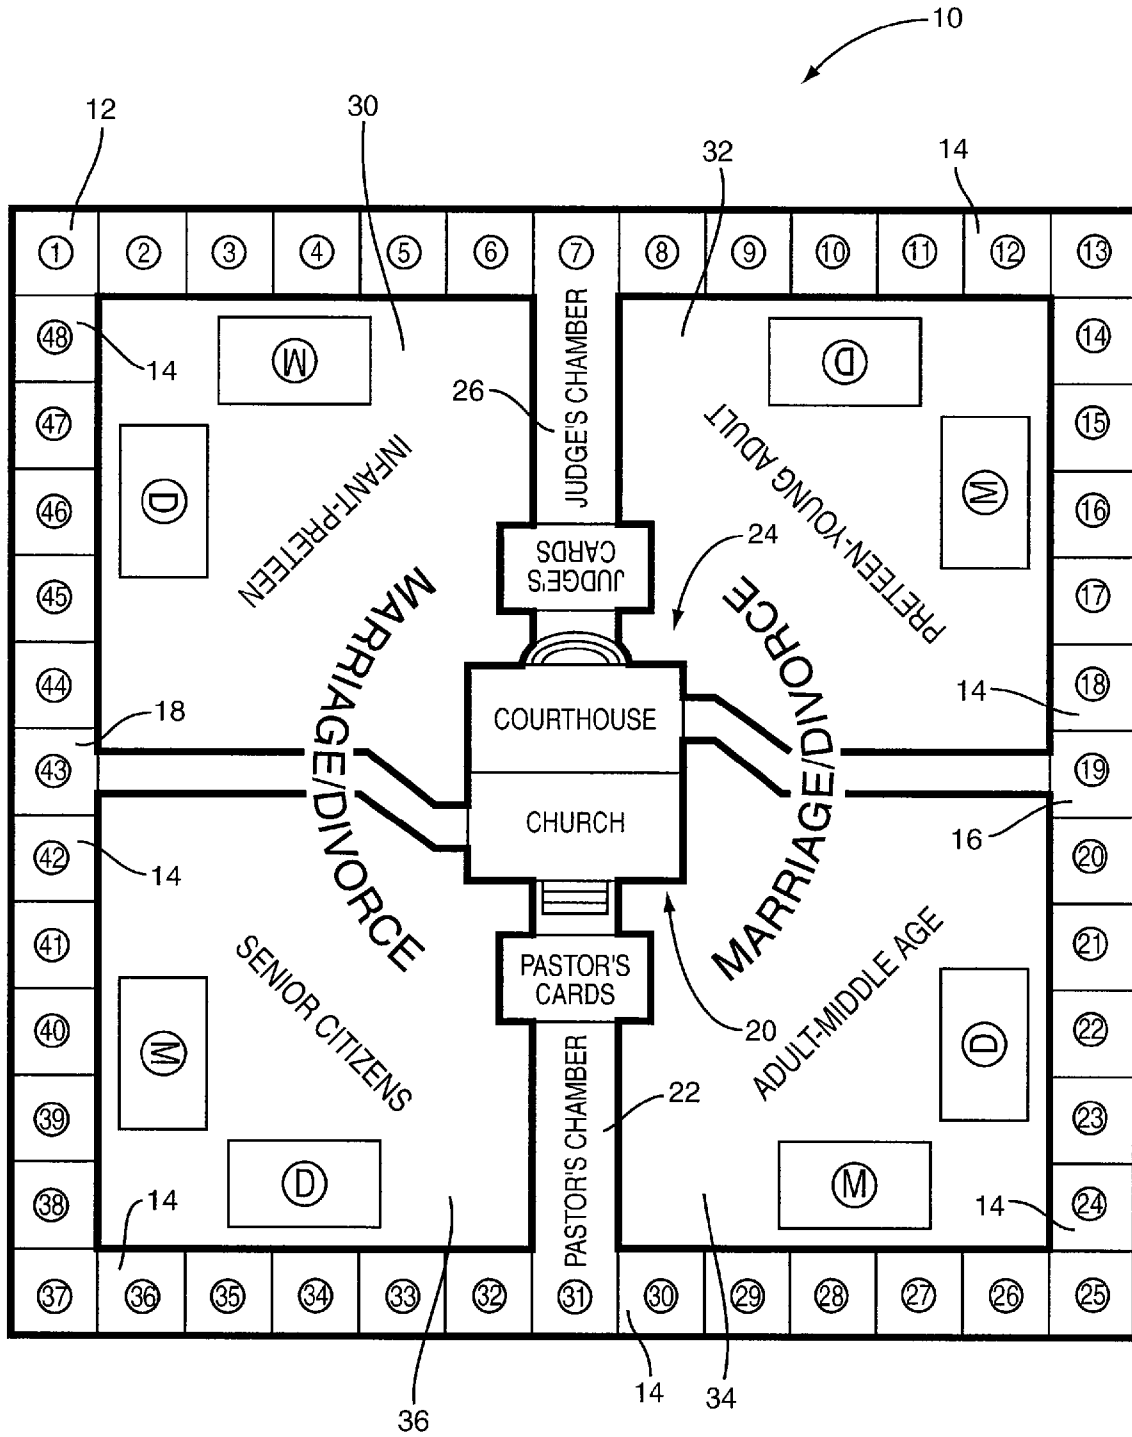 10
12
30
32
14
1 2 3 4 5 6 7 8 9 10 11 12 13
48
14
M
D
14
47
D
26
JUDGE'S CHAMBER
M
15
46
INFANT-PRETEEN
PRETEEN-YOUNG ADULT
16
45
JUDGE'S
CARDS
24
17
44
MARRIAGE/DIVORCE
MARRIAGE/DIVORCE
14
18
18
COURTHOUSE
43
19
CHURCH
16
42
14
20
41
SENIOR CITIZENS
PASTOR'S
CARDS
ADULT-MIDDLE AGE
21
40
M
20
D
22
39
PASTOR'S CHAMBER
22
23
38
14
D
M
14
24
37 36 35 34 33 32 31 30 29 28 27 26 25
36
14
34